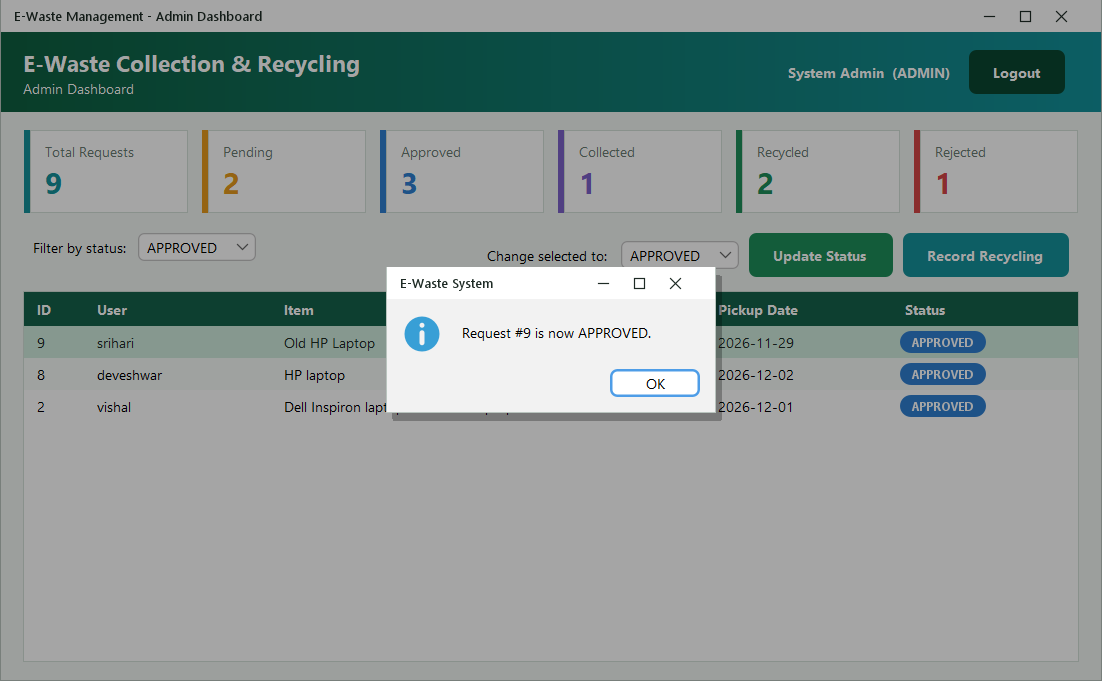 E-Waste Management - Admin Dashboard
E-Waste Collection & Recycling
Admin Dashboard
System Admin (ADMIN)
Logout
Total Requests
9
Pending
2
Approved
3
Collected
1
Recycled
2
Rejected
1
Filter by status: APPROVED
Change selected to: APPROVED
Update Status
Record Recycling
E-Waste System
Request #9 is now APPROVED.
OK
ID User Item Pickup Date Status
9 srihari Old HP Laptop 2026-11-29 APPROVED
8 deveshwar HP laptop 2026-12-02 APPROVED
2 vishal Dell Inspiron 2026-12-01 APPROVED